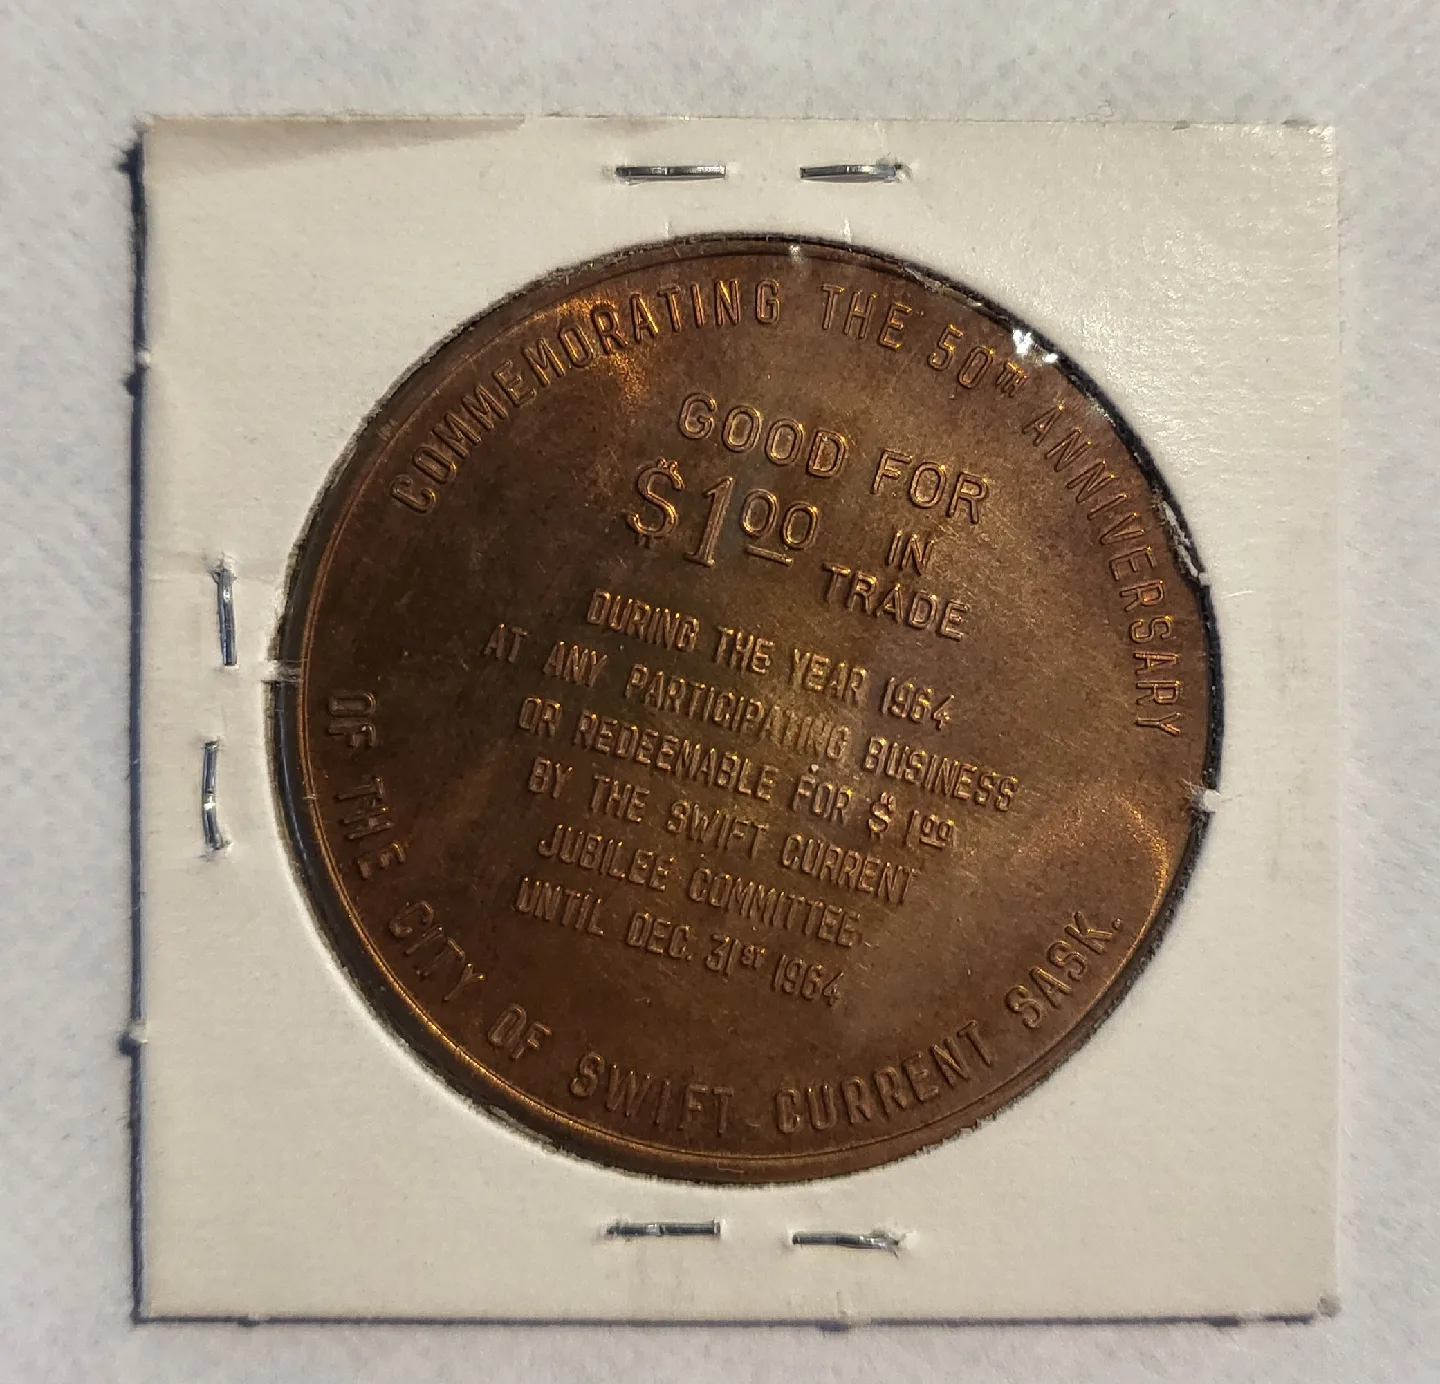 COMMEMORATING THE 50TH ANNIVERSARY
GOOD FOR
$1.00 IN
TRADE
DURING THE YEAR 1964
AT ANY PARTICIPATING BUSINESS
OR REDEEMABLE FOR $1.00
BY THE SWIFT CURRENT
JUBILEE COMMITTEE
UNTIL DEC. 31ST 1964
OF THE CITY OF SWIFT CURRENT SASK.